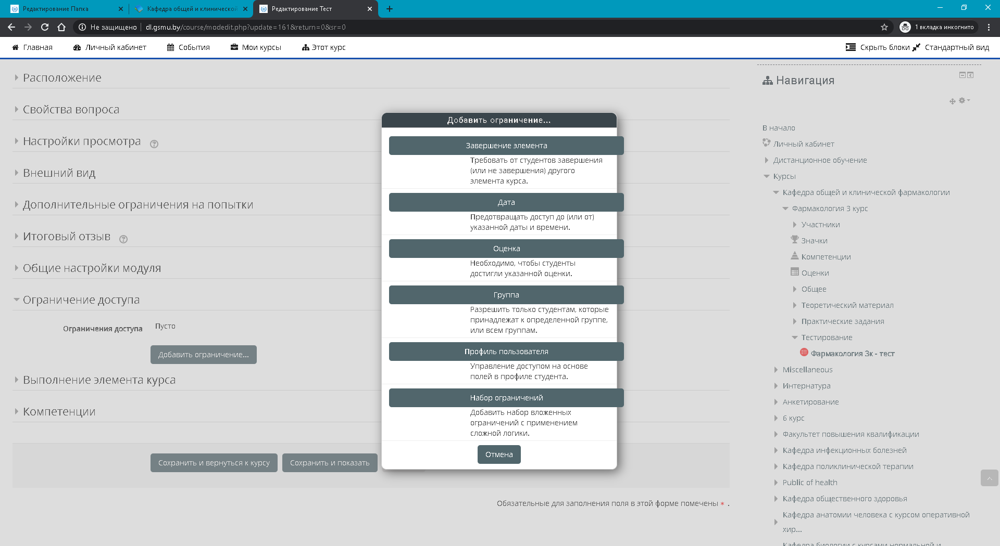 Редактирование Папка
Кафедра общей и клинической
Редактирование Тест
Не защищено
dl.gsmu.by/course/modedit.php?update=161&return=0&sr=0
1 вкладка инкогнито
Главная
Личный кабинет
События
Мои курсы
Этот курс
Скрыть блоки
Стандартный вид
Расположение
Свойства вопроса
Настройки просмотра
Внешний вид
Дополнительные ограничения на попытки
Итоговый отзыв
Общие настройки модуля
Ограничение доступа
Ограничения доступа
Пусто
Добавить ограничение...
Выполнение элемента курса
Компетенции
Сохранить и вернуться к курсу
Сохранить и показать
Обязательные для заполнения поля в этой форме помечены * .
Добавить ограничение...
Завершение элемента
Требовать от студентов завершения
(или не завершения) другого
элемента курса.
Дата
Предотвращать доступ до (или от)
указанной даты и времени.
Оценка
Необходимо, чтобы студенты
достигли указанной оценки.
Группа
Разрешить только студентам, которые
принадлежат к определенной группе,
или всем группам.
Профиль пользователя
Управление доступом на основе
полей в профиле студента.
Набор ограничений
Добавить набор вложенных
ограничений с применением
сложной логики.
Отмена
Навигация
В начало
Личный кабинет
Дистанционное обучение
Курсы
Кафедра общей и клинической фармакологии
Фармакология 3 курс
Участники
Значки
Компетенции
Оценки
Общее
Теоретический материал
Практические задания
Тестирование
Фармакология 3к - тест
Miscellaneous
Интернатура
Анкетирование
6 курс
Факультет повышения квалификации
Кафедра инфекционных болезней
Кафедра поликлинической терапии
Public of health
Кафедра общественного здоровья
Кафедра анатомии человека с курсом оперативной
хир...
Кафедра биологии с курсами нормальной и